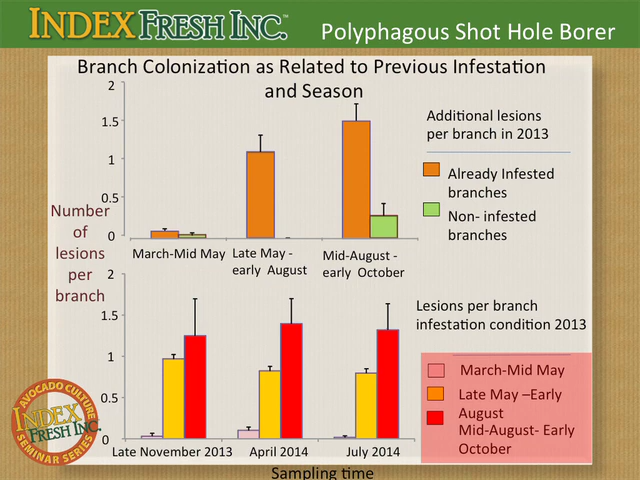 INDEX FRESH INC.™
Polyphagous Shot Hole Borer
Branch Colonization as Related to Previous Infestation
and Season
2
1.5
1
0.5
0
Additional lesions
per branch in 2013
Already Infested
branches
Non- infested
branches
March-Mid May
Late May -
early August
Mid-August -
early October
Number
of
lesions
per
branch
2
1.5
1
0.5
0
Lesions per branch
infestation condition 2013
March-Mid May
Late May –Early
August
Mid-August- Early
October
Late November 2013
April 2014
July 2014
Sampling time
AVOCADO CULTURE
INDEX
FRESH INC.
SEMINAR SERIES